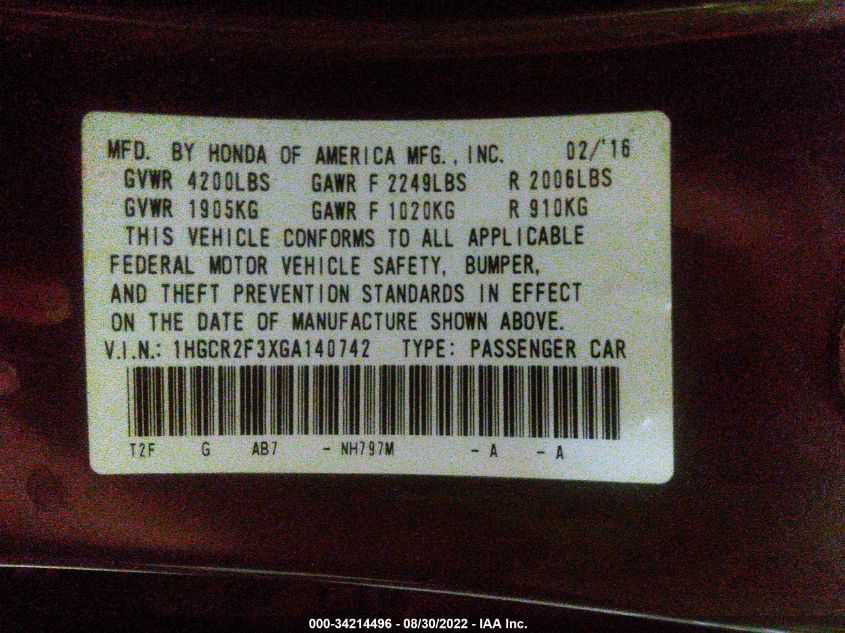 MFD. BY HONDA OF AMERICA MFG., INC. 02/'16
GVWR 4200LBS GAWR F 2249LBS R 2006LBS
GVWR 1905KG GAWR F 1020KG R 910KG
THIS VEHICLE CONFORMS TO ALL APPLICABLE
FEDERAL MOTOR VEHICLE SAFETY, BUMPER,
AND THEFT PREVENTION STANDARDS IN EFFECT
ON THE DATE OF MANUFACTURE SHOWN ABOVE.
V.I.N.: 1HGCR2F3XGA140742 TYPE: PASSENGER CAR
T2F G AB7 - NH797M - A - A
000-34214496 - 08/30/2022 - IAA Inc.